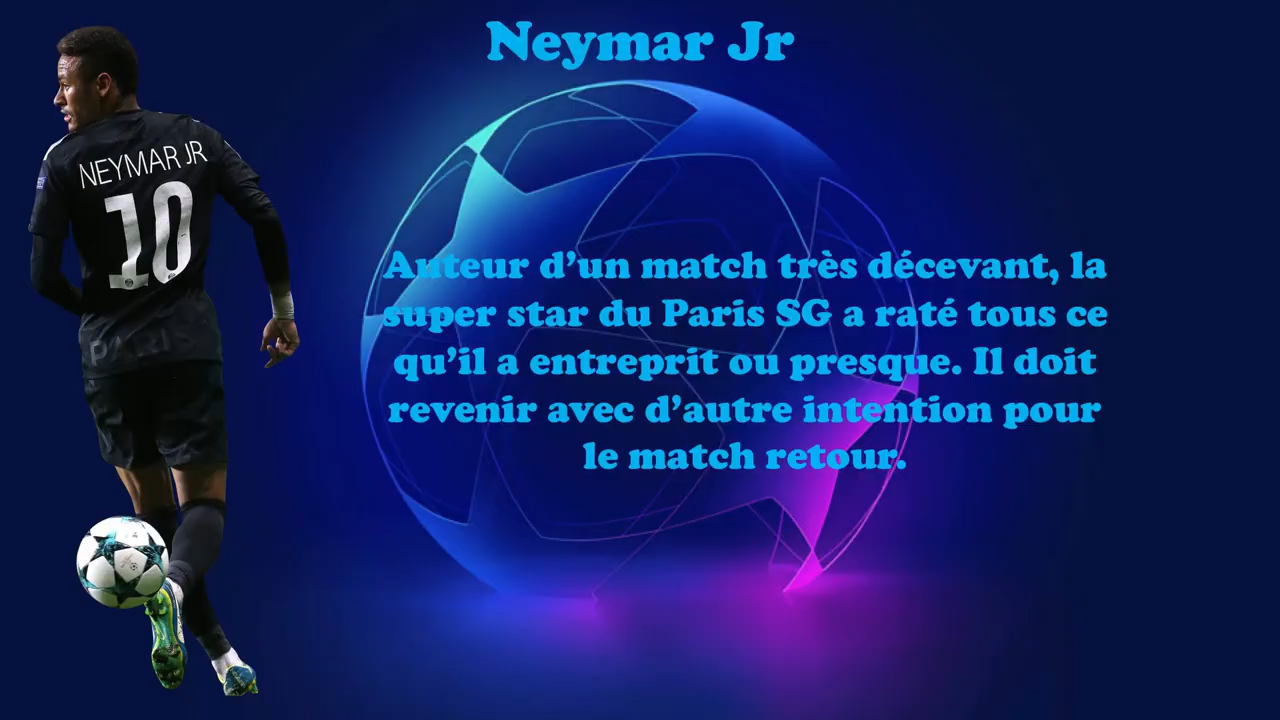 Neymar Jr
NEYMAR JR
10
PARIS
Auteur d’un match très décevant, la
super star du Paris SG a raté tous ce
qu’il a entreprit ou presque. Il doit
revenir avec d’autre intention pour
le match retour.